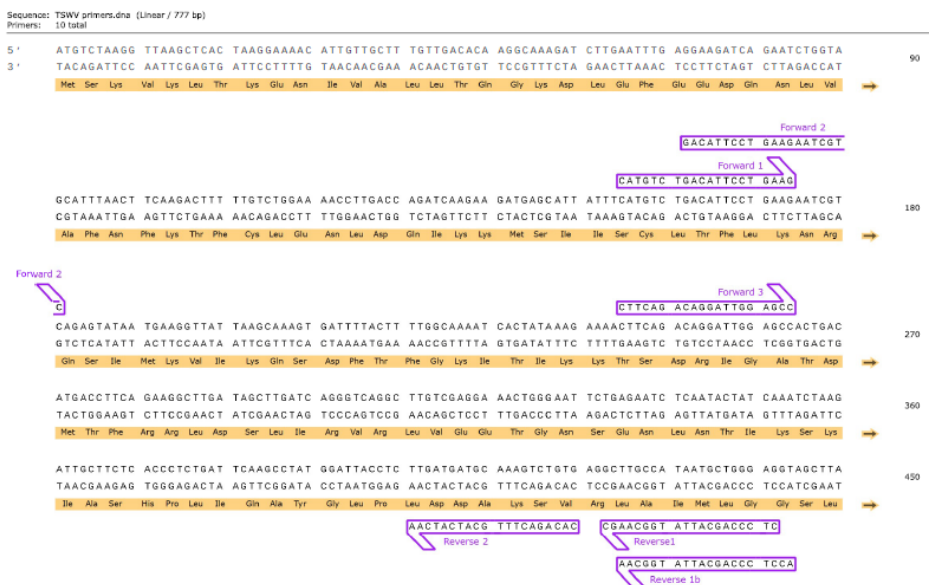 Sequence: TSWV primers.dna (Linear / 777 bp)
Primers: 10 total
5' ATGTCTAAGG TTAAGCTCAC TAAGGAAAAC ATTGTTGCTT TGTTGACACA AGGCAAAGAT CTTGAATTTG AGGAAGATCA GAATCTGGTA
3' TACAGATTCC AATTCGAGTG ATTCCTTTTG TAACAACGAA ACAACTGTGT TCCGTTTCTA GAACTTAAAC TCCTTCTAGT CTTAGACCAT 90
Met Ser Lys Val Lys Leu Thr Lys Glu Asn Ile Val Ala Leu Leu Thr Gln Gly Lys Asp Leu Glu Phe Glu Glu Asp Gln Asn Leu Val
Forward 2
GACATTCCT GAAGAATCGT
Forward 1
CATGTC TGACATTCCT GAAG
GCATTTAACT TCAAGACTTT TTGTCTGGAA AACCTTGACC AGATCAAGAA GATGAGCATT ATTTCATGTC TGACATTCCT GAAGAATCGT
CGTAAATTGA AGTTCTGAAA AACAGACCTT TTGGAACTGG TCTAGTTCTT CTACTCGTAA TAAAGTACAG ACTGTAAGGA CTTCTTAGCA 180
Ala Phe Asn Phe Lys Thr Phe Cys Leu Glu Asn Leu Asp Gln Ile Lys Lys Met Ser Ile Ile Ser Cys Leu Thr Phe Leu Lys Asn Arg
Forward 2
C
Forward 3
CTTCAG ACAGGATTGG AGCC
CAGAGTATAA TGAAGGTTAT TAAGCAAAGT GATTTTACTT TTGGCAAAAT CACTATAAAG AAAACTTCAG ACAGGATTGG AGCCACTGAC
GTCTCATATT ACTTCCAATA ATTCGTTTCA CTAAAATGAA AACCGTTTTA GTGATATTTC TTTTGAAGTC TGTCCTAACC TCGGTGACTG 270
Gln Ser Ile Met Lys Val Ile Lys Gln Ser Asp Phe Thr Phe Gly Lys Ile Thr Ile Lys Lys Thr Ser Asp Arg Ile Gly Ala Thr Asp
ATGACCTTCA GAAGGCTTGA TAGCTTGATC AGGGTCAGGC TTGTCGAGGA AACTGGGAAT TCTGAGAATC TCAATACTAT CAAATCTAAG
TACTGGAAGT CTTCCGAACT ATCGAACTAG TCCCAGTCCG AACAGCTCCT TTGACCCTTA AGACTCTTAG AGTTATGATA GTTTAGATTC 360
Met Thr Phe Arg Arg Leu Asp Ser Leu Ile Arg Val Arg Leu Val Glu Glu Thr Gly Asn Ser Glu Asn Leu Asn Thr Ile Lys Ser Lys
ATTGCTTCTC ACCCTCTGAT TCAAGCCTAT GGATTACCTC TTGATGATGC AAAGTCTGTG AGGCTTGCCA TAATGCTGGG AGGTAGCTTA
TAACGAAGAG TGGGAGACTA AGTTCGGATA CCTAATGGAG AACTACTACG TTTCAGACAC TCCGAACGGT ATTACGACCC TCCATCGAAT 450
Ile Ala Ser His Pro Leu Ile Gln Ala Tyr Gly Leu Pro Leu Asp Asp Ala Lys Ser Val Arg Leu Ala Ile Met Leu Gly Gly Ser Leu
AACTACTACG TTTCAGACAC CGAACGGT ATTACGACCC TC
Reverse 2 Reverse1
AACGGT ATTACGACCC TCCA
Reverse 1b